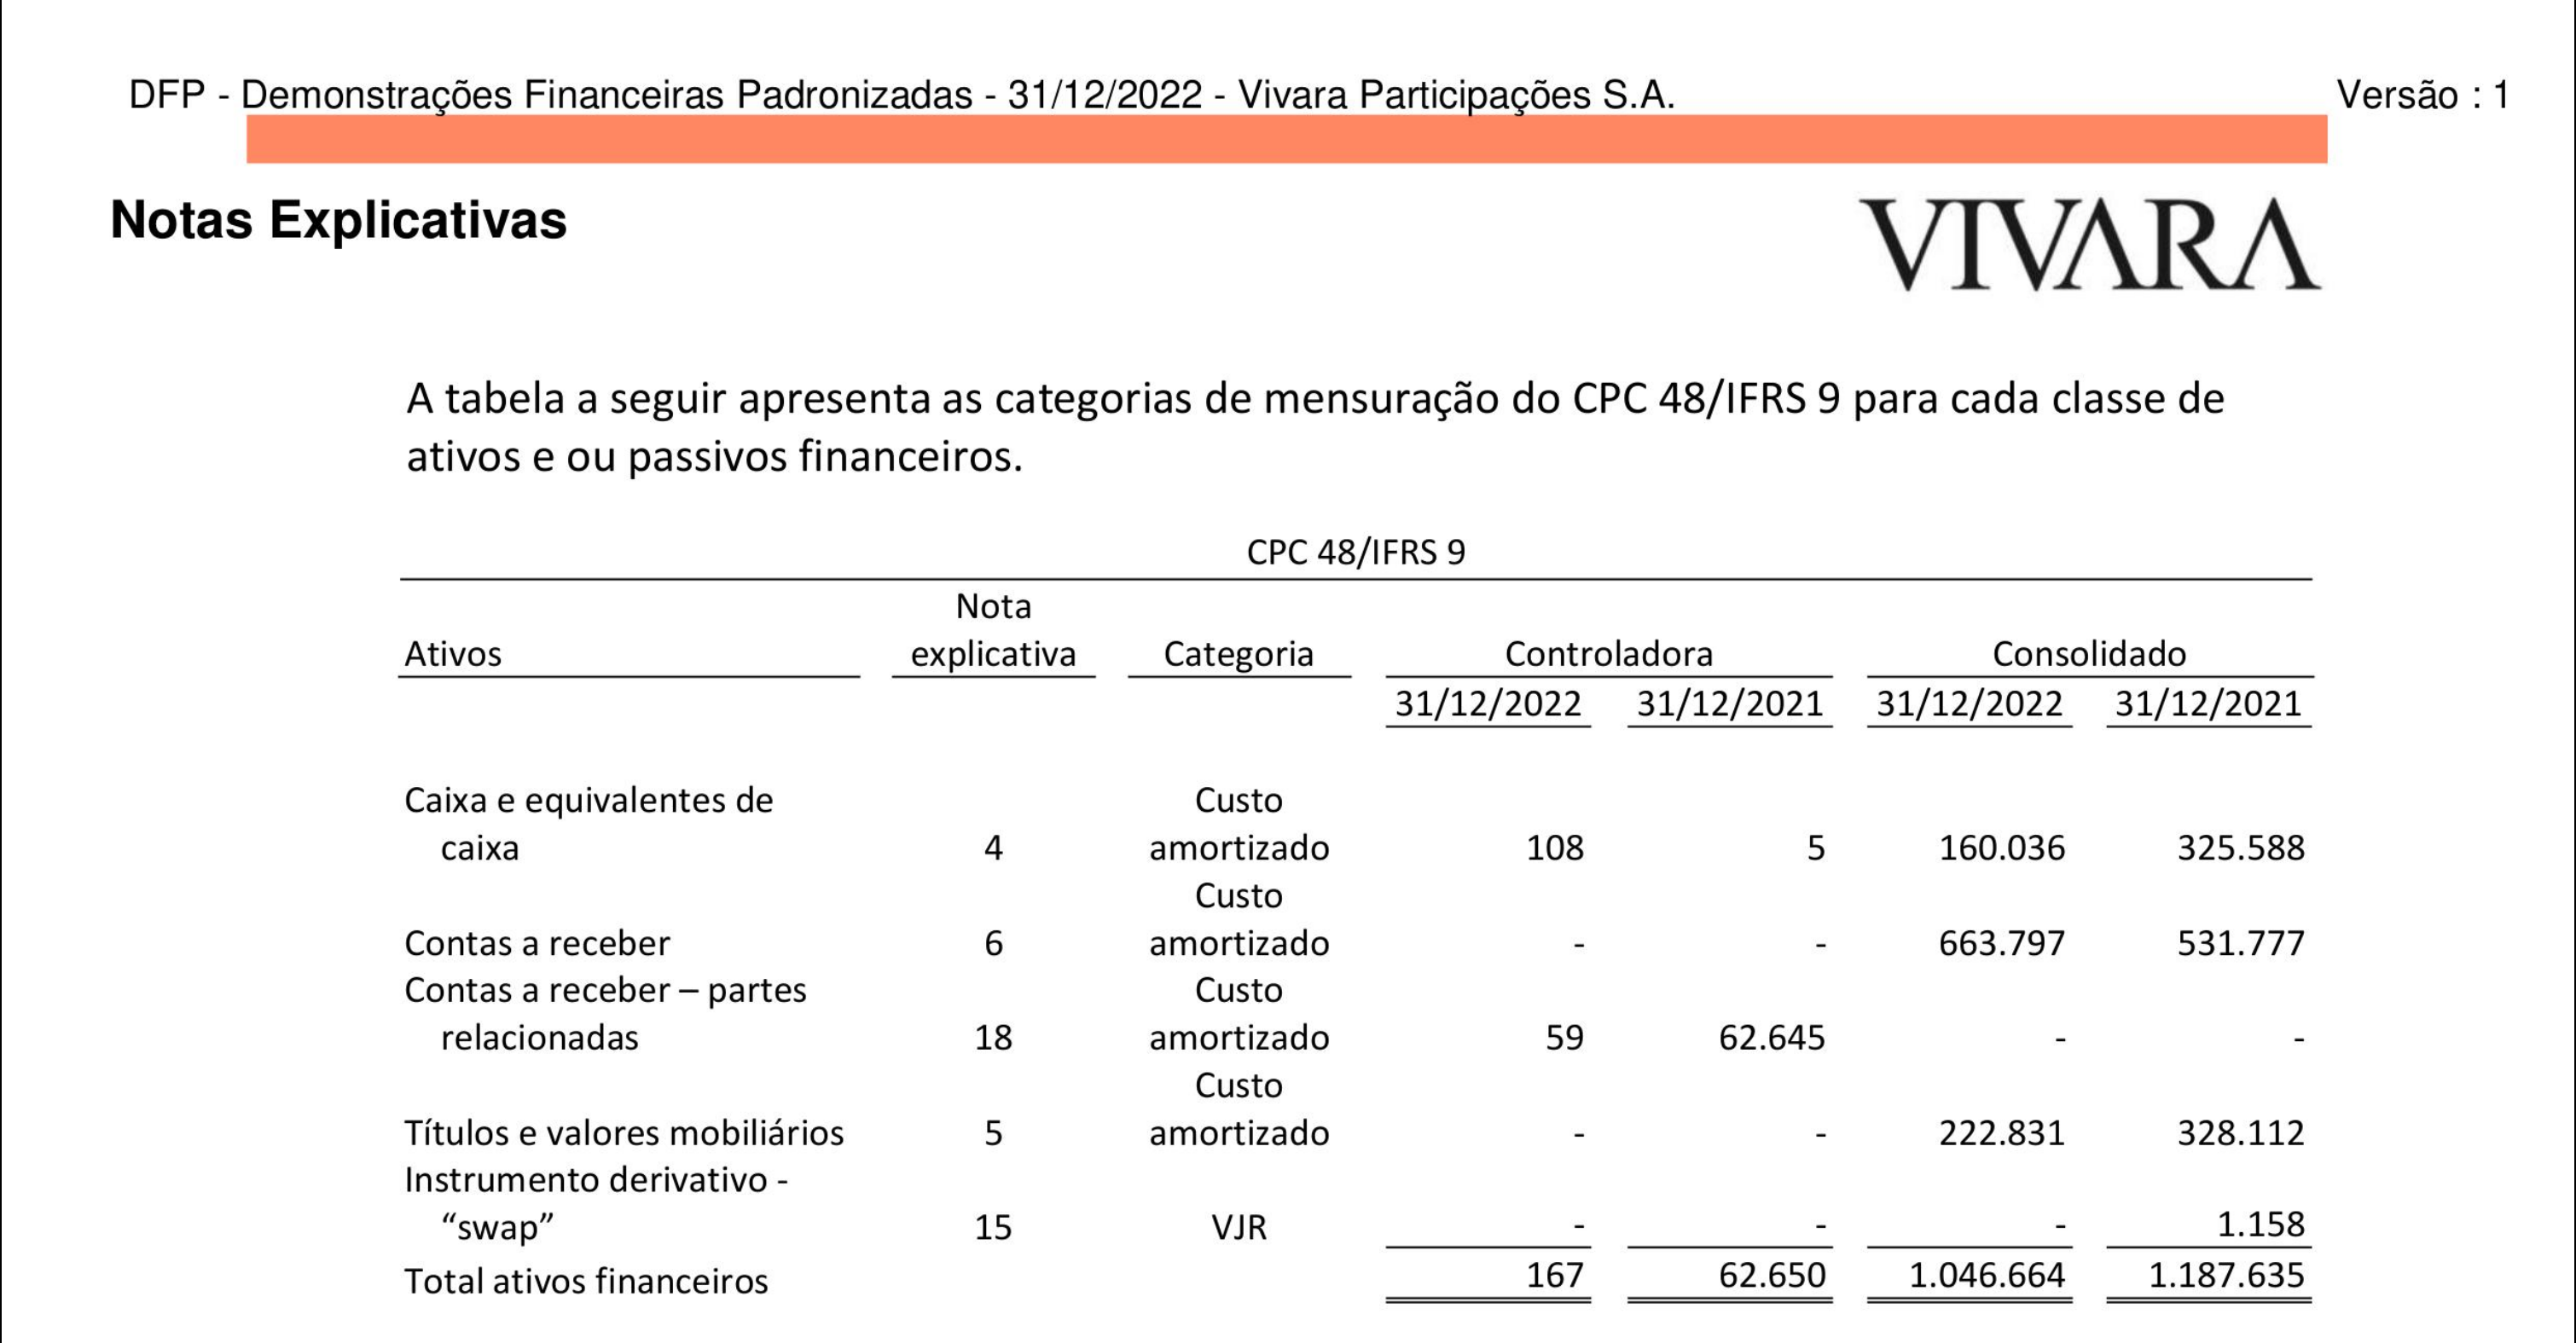 DFP - Demonstrações Financeiras Padronizadas - 31/12/2022 - Vivara Participações S.A. Versão : 1
Notas Explicativas
VIVARA
A tabela a seguir apresenta as categorias de mensuração do CPC 48/IFRS 9 para cada classe de
ativos e ou passivos financeiros.
CPC 48/IFRS 9
Nota
Ativos explicativa Categoria Controladora Consolidado
31/12/2022 31/12/2021 31/12/2022 31/12/2021
Caixa e equivalentes de Custo
caixa 4 amortizado 108 5 160.036 325.588
Custo
Contas a receber 6 amortizado - - 663.797 531.777
Contas a receber – partes Custo
relacionadas 18 amortizado 59 62.645 - -
Custo
Títulos e valores mobiliários 5 amortizado - - 222.831 328.112
Instrumento derivativo -
“swap” 15 VJR - - - 1.158
Total ativos financeiros 167 62.650 1.046.664 1.187.635